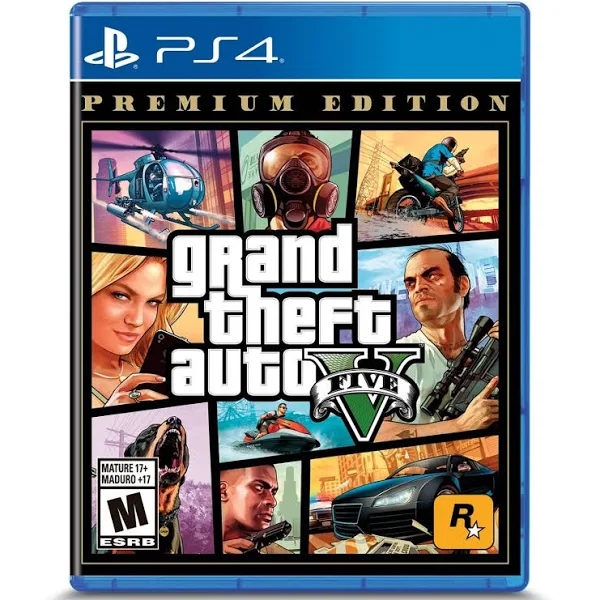 PS4
PREMIUM EDITION
grand
theft
auto
FIVE
MATURE 17+
MADURO +17
M
ESRB
R